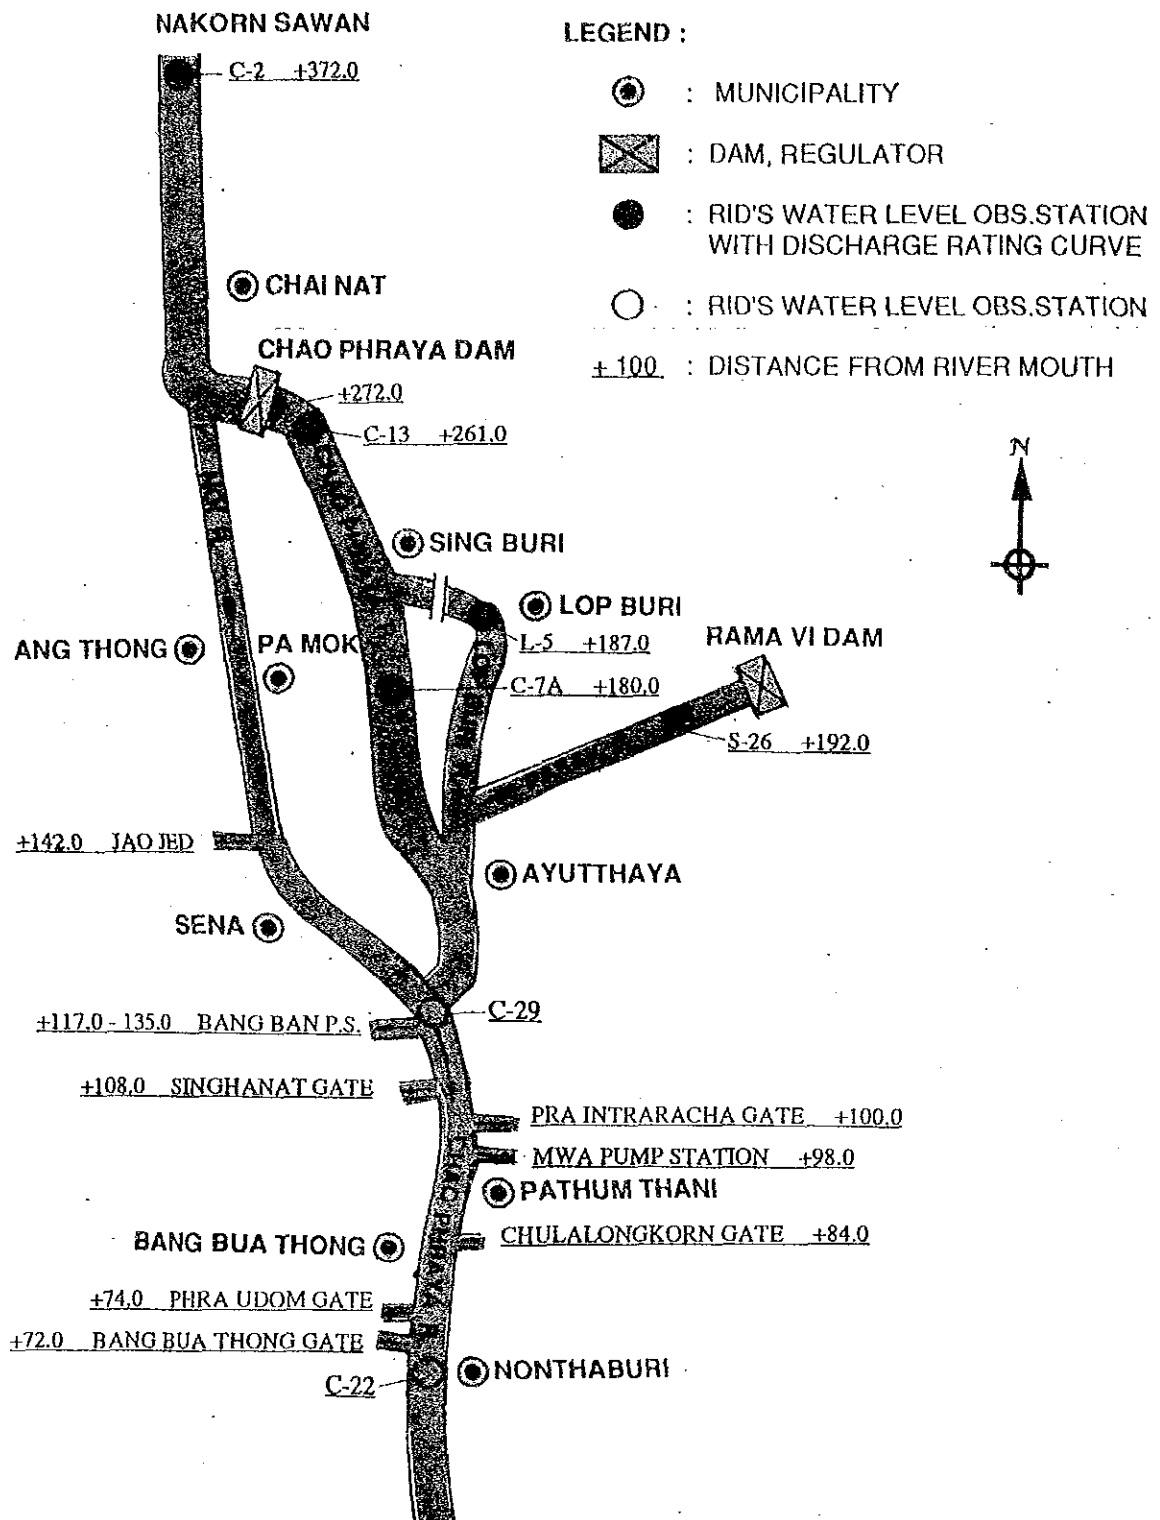 NAKORN SAWAN
C-2 +372.0
LEGEND :
: MUNICIPALITY
: DAM, REGULATOR
: RID'S WATER LEVEL OBS.STATION
WITH DISCHARGE RATING CURVE
: RID'S WATER LEVEL OBS.STATION
+ 100 : DISTANCE FROM RIVER MOUTH
CHAI NAT
CHAO PHRAYA DAM
+272.0
C-13 +261.0
N
SING BURI
LOP BURI
L-5 +187.0
ANG THONG
PA MOK
C-7A +180.0
RAMA VI DAM
S-26 +192.0
+142.0 JAO JED
AYUTTHAYA
SENA
C-29
+117.0 - 135.0 BANG BAN P.S.
+108.0 SINGHANAT GATE
PRA INTRARACHA GATE +100.0
MWA PUMP STATION +98.0
PATHUM THANI
CHAO PHRAYA R
BANG BUA THONG
CHULALONGKORN GATE +84.0
+74.0 PHRA UDOM GATE
+72.0 BANG BUA THONG GATE
C-22
NONTHABURI